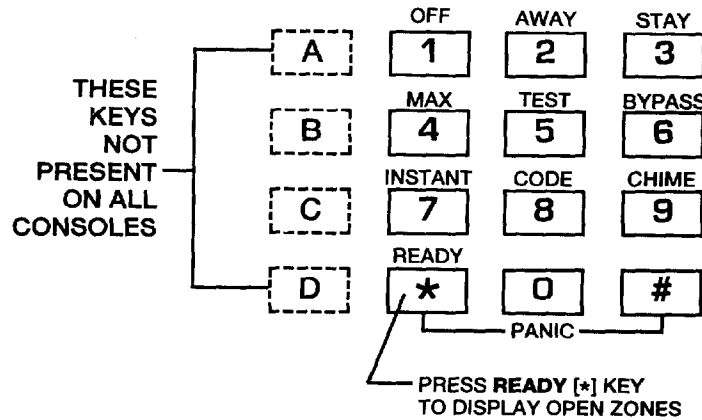 OFF AWAY STAY
A 1 2 3
MAX TEST BYPASS
B 4 5 6
INSTANT CODE CHIME
C 7 8 9
READY
D * 0 #
PANIC
THESE
KEYS
NOT
PRESENT
ON ALL
CONSOLES
PRESS READY [*] KEY
TO DISPLAY OPEN ZONES